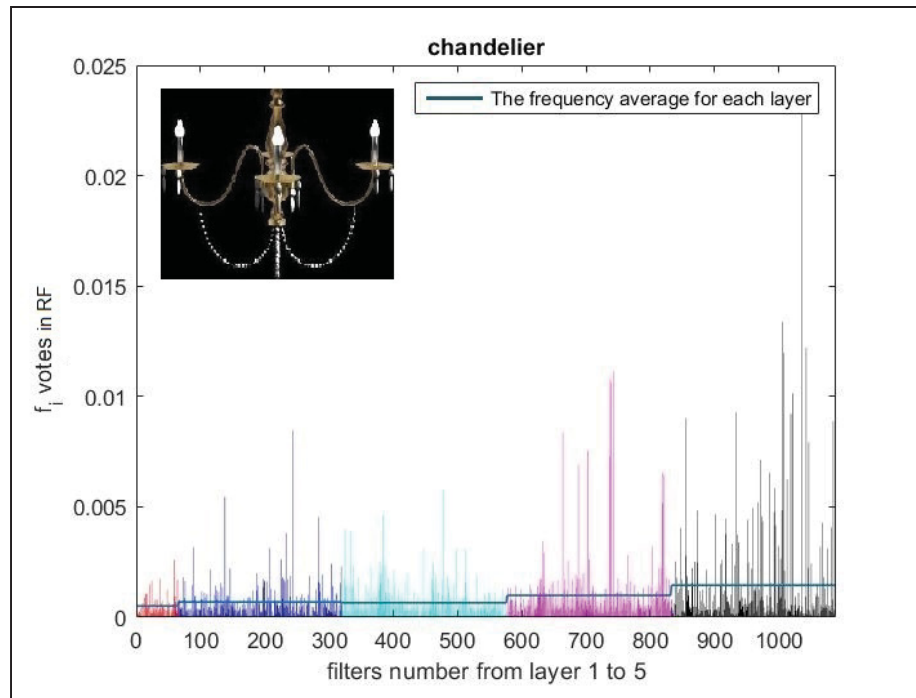 chandelier
The frequency average for each layer
0.025
0.02
0.015
0.01
0.005
0
f_i votes in RF
0 100 200 300 400 500 600 700 800 900 1000
filters number from layer 1 to 5